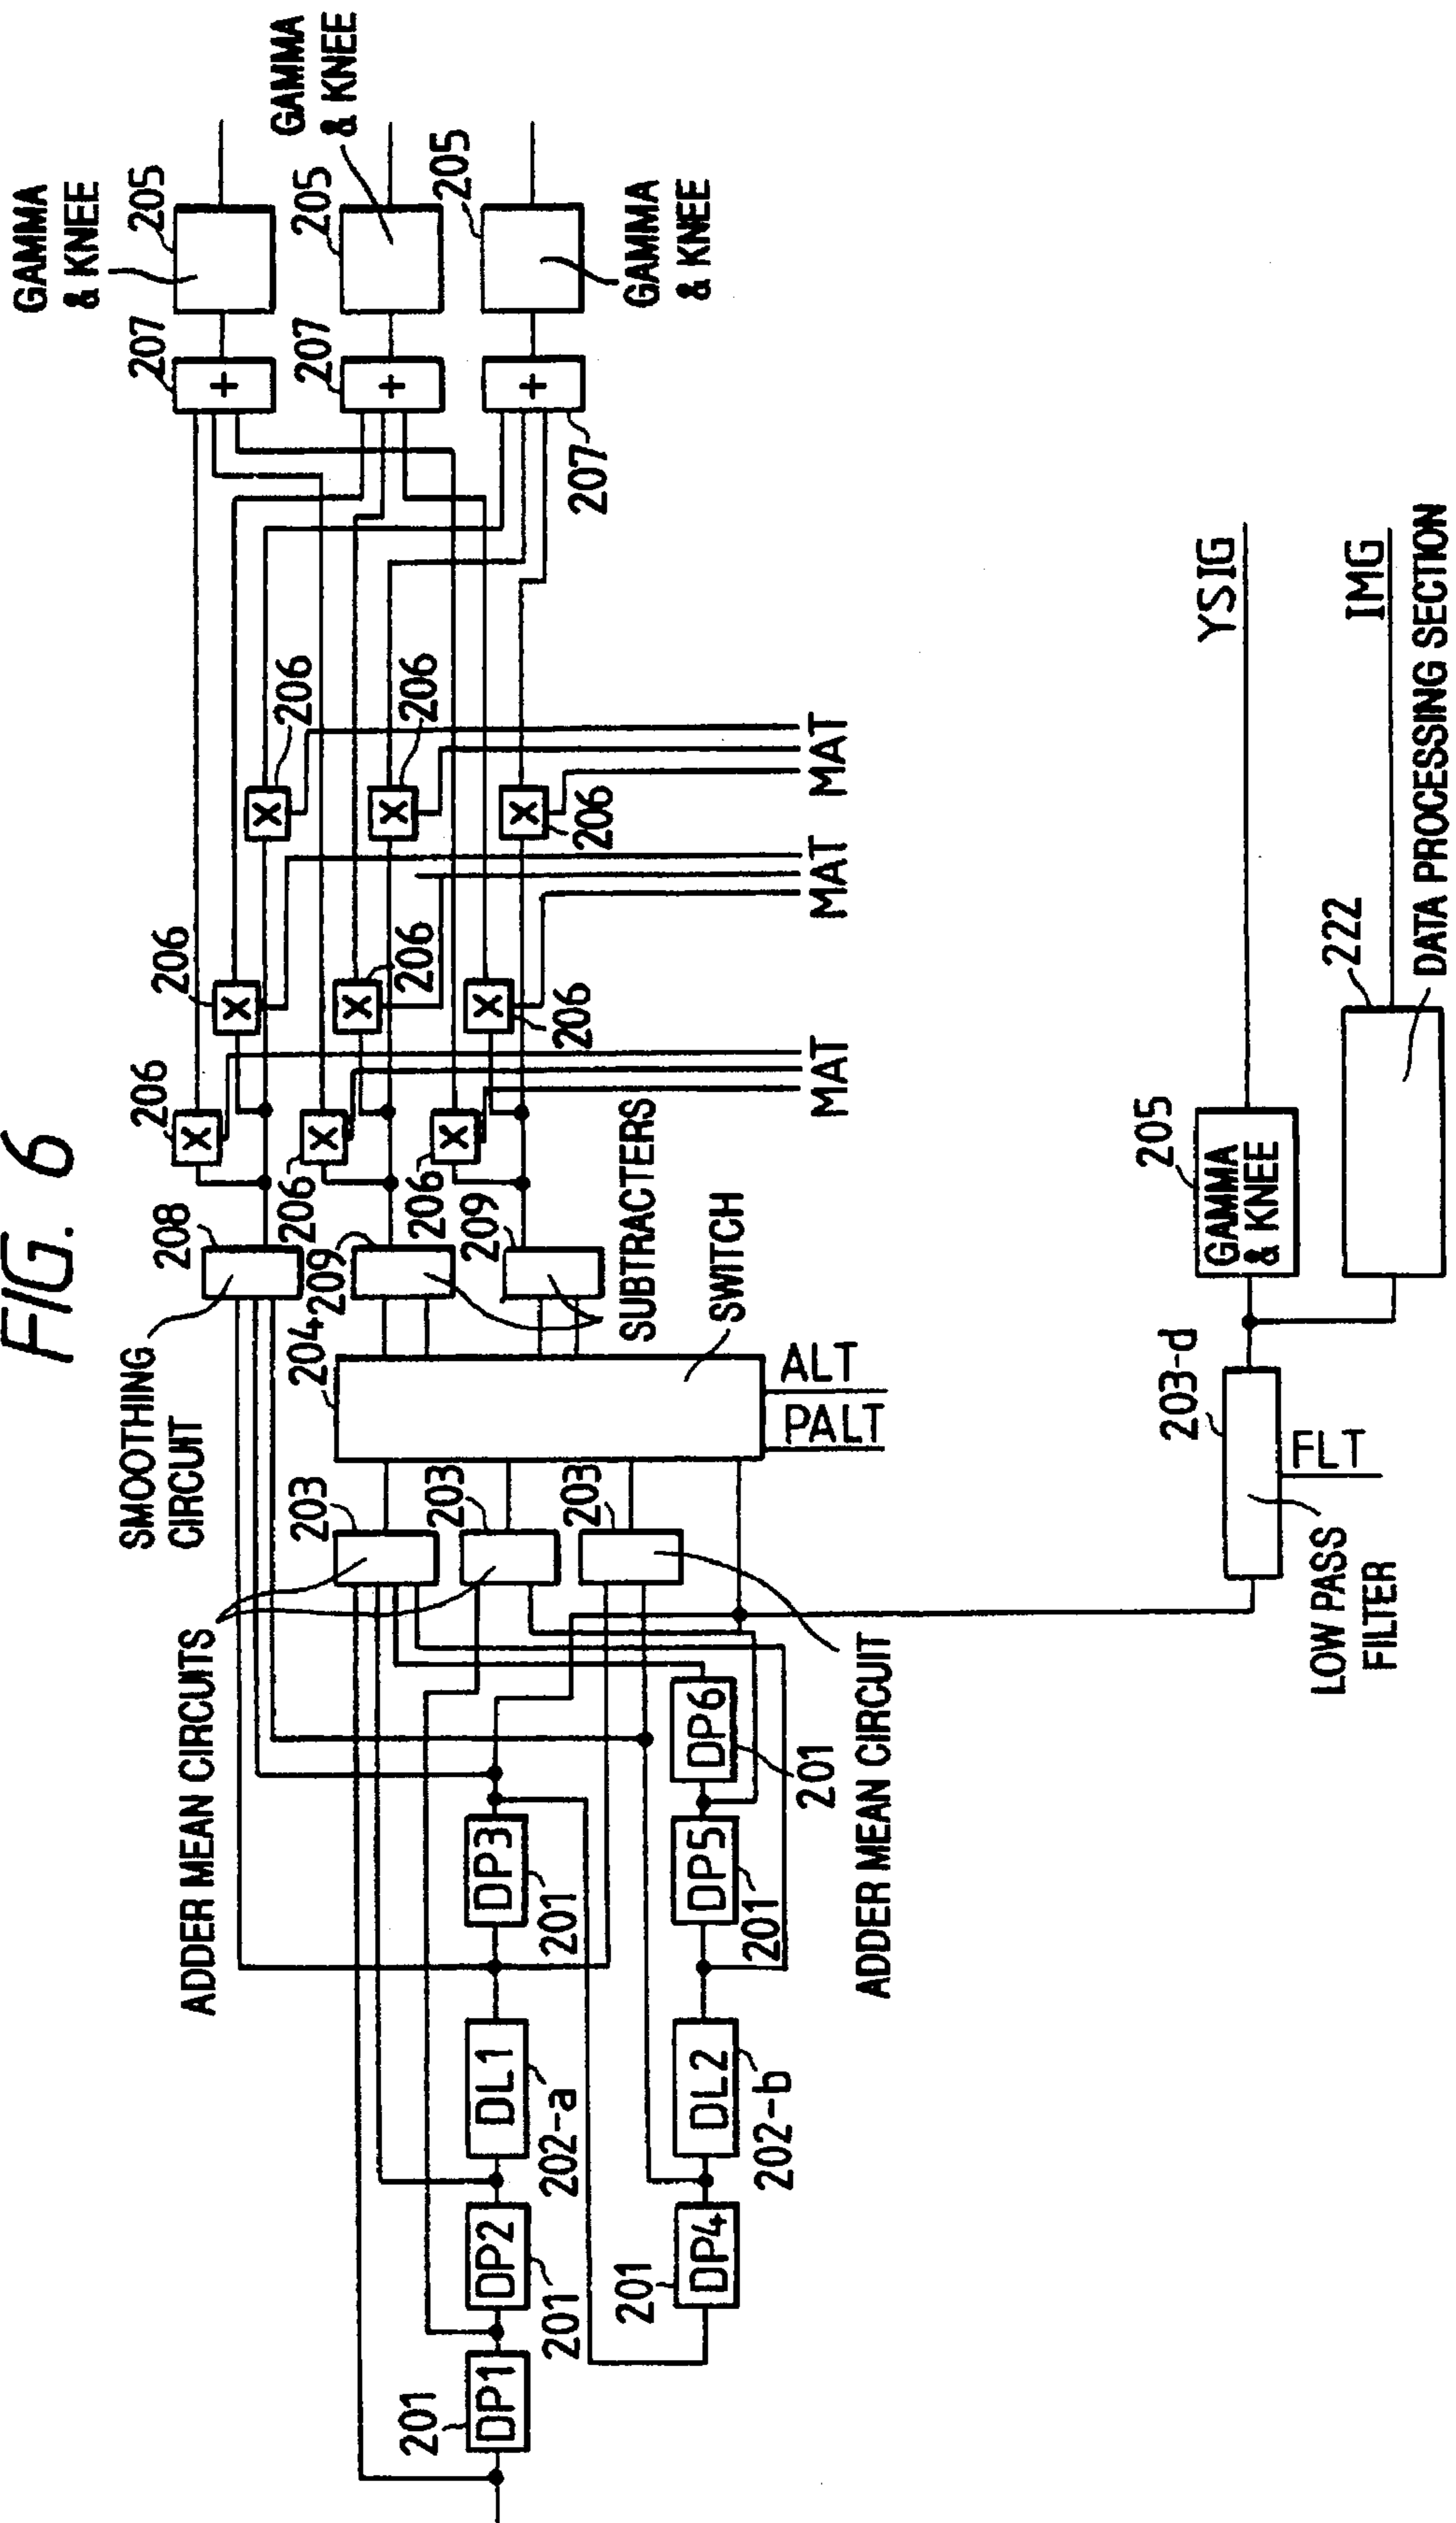 FIG. 6
GAMMA
& KNEE
205
GAMMA
& KNEE
205
205
GAMMA
& KNEE
207
207
207
206
206
206
206
206
206
206
206
206
X
X
X
X
X
X
X
X
X
+
+
+
MAT
MAT
MAT
208
209
209
SMOOTHING
CIRCUIT
SUBTRACTERS
204
SWITCH
ALT
PALT
203
203
203
ADDER MEAN CIRCUITS
ADDER MEAN CIRCUIT
201
DP1
DP2
201
DL1
202-a
DP3
201
201
DP4
DL2
202-b
DP5
201
DP6
201
203-d
FLT
LOW PASS
FILTER
205
GAMMA
& KNEE
YSIG
222
IMG
DATA PROCESSING SECTION